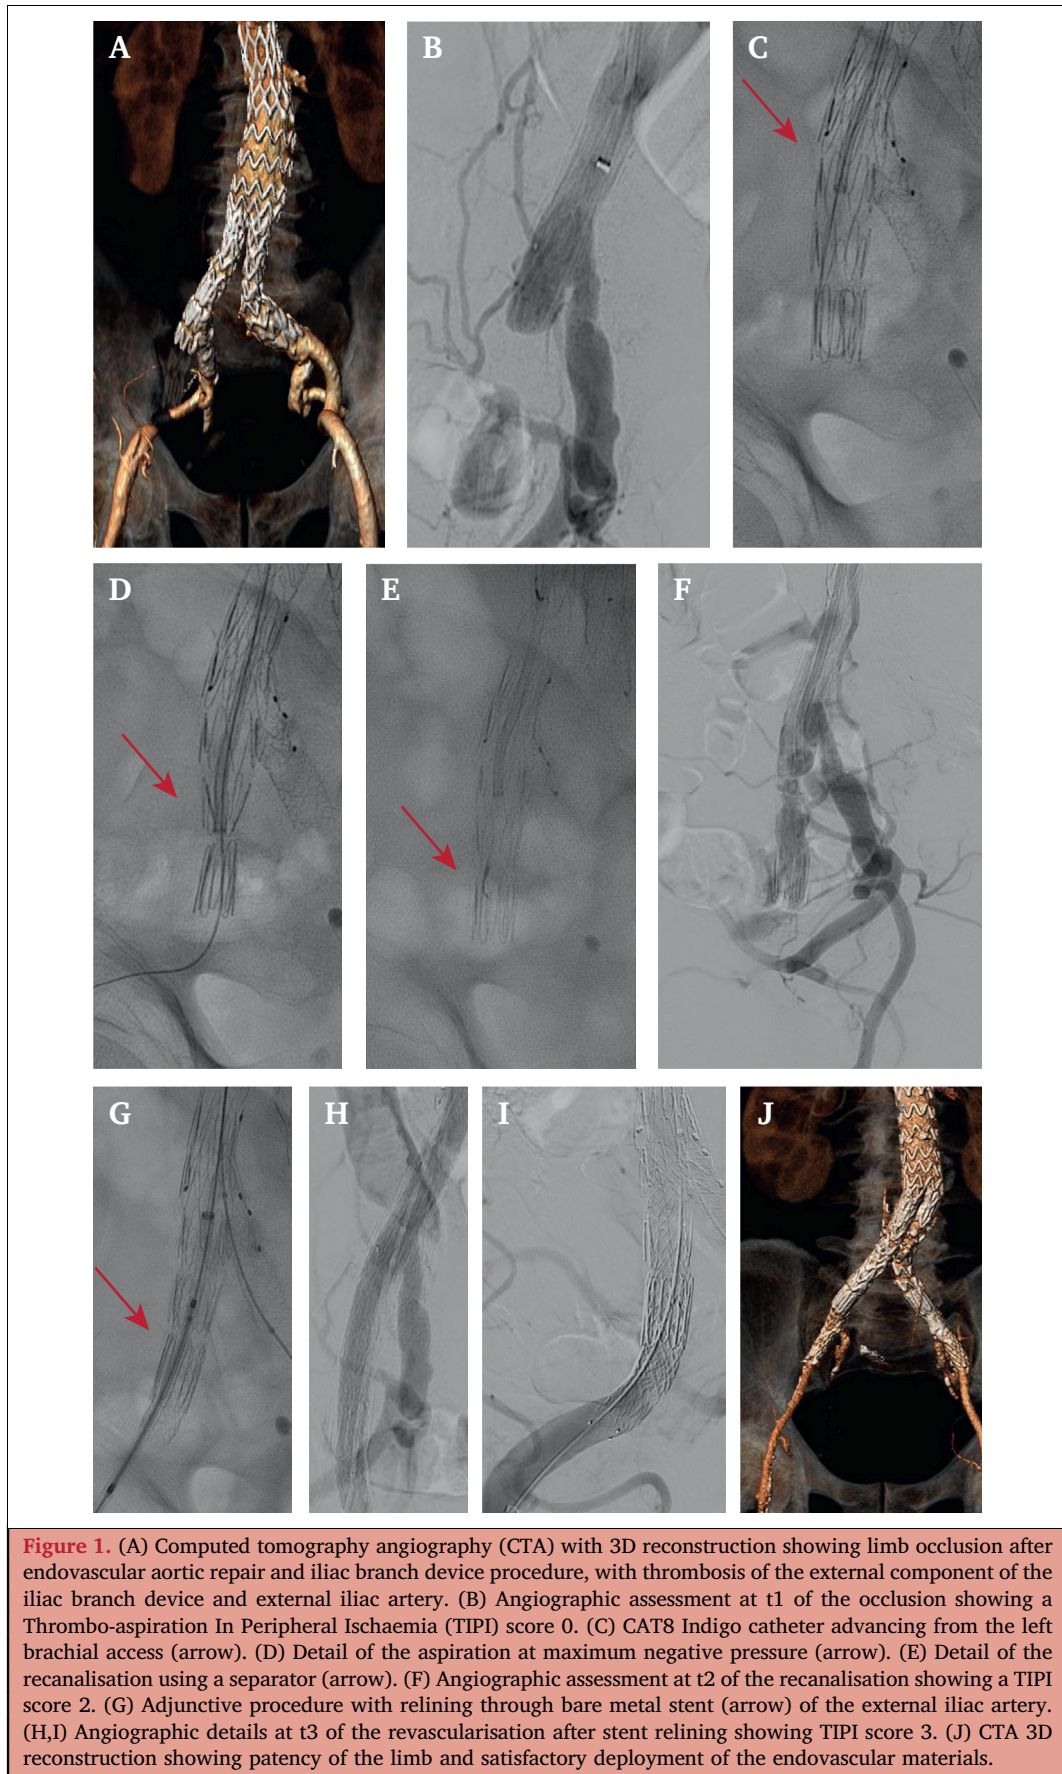 A
B
C
D
E
F
G
H
I
J
Figure 1. (A) Computed tomography angiography (CTA) with 3D reconstruction showing limb occlusion after
endovascular aortic repair and iliac branch device procedure, with thrombosis of the external component of the
iliac branch device and external iliac artery. (B) Angiographic assessment at t1 of the occlusion showing a
Thrombo-aspiration In Peripheral Ischaemia (TIPI) score 0. (C) CAT8 Indigo catheter advancing from the left
brachial access (arrow). (D) Detail of the aspiration at maximum negative pressure (arrow). (E) Detail of the
recanalisation using a separator (arrow). (F) Angiographic assessment at t2 of the recanalisation showing a TIPI
score 2. (G) Adjunctive procedure with relining through bare metal stent (arrow) of the external iliac artery.
(H,I) Angiographic details at t3 of the revascularisation after stent relining showing TIPI score 3. (J) CTA 3D
reconstruction showing patency of the limb and satisfactory deployment of the endovascular materials.